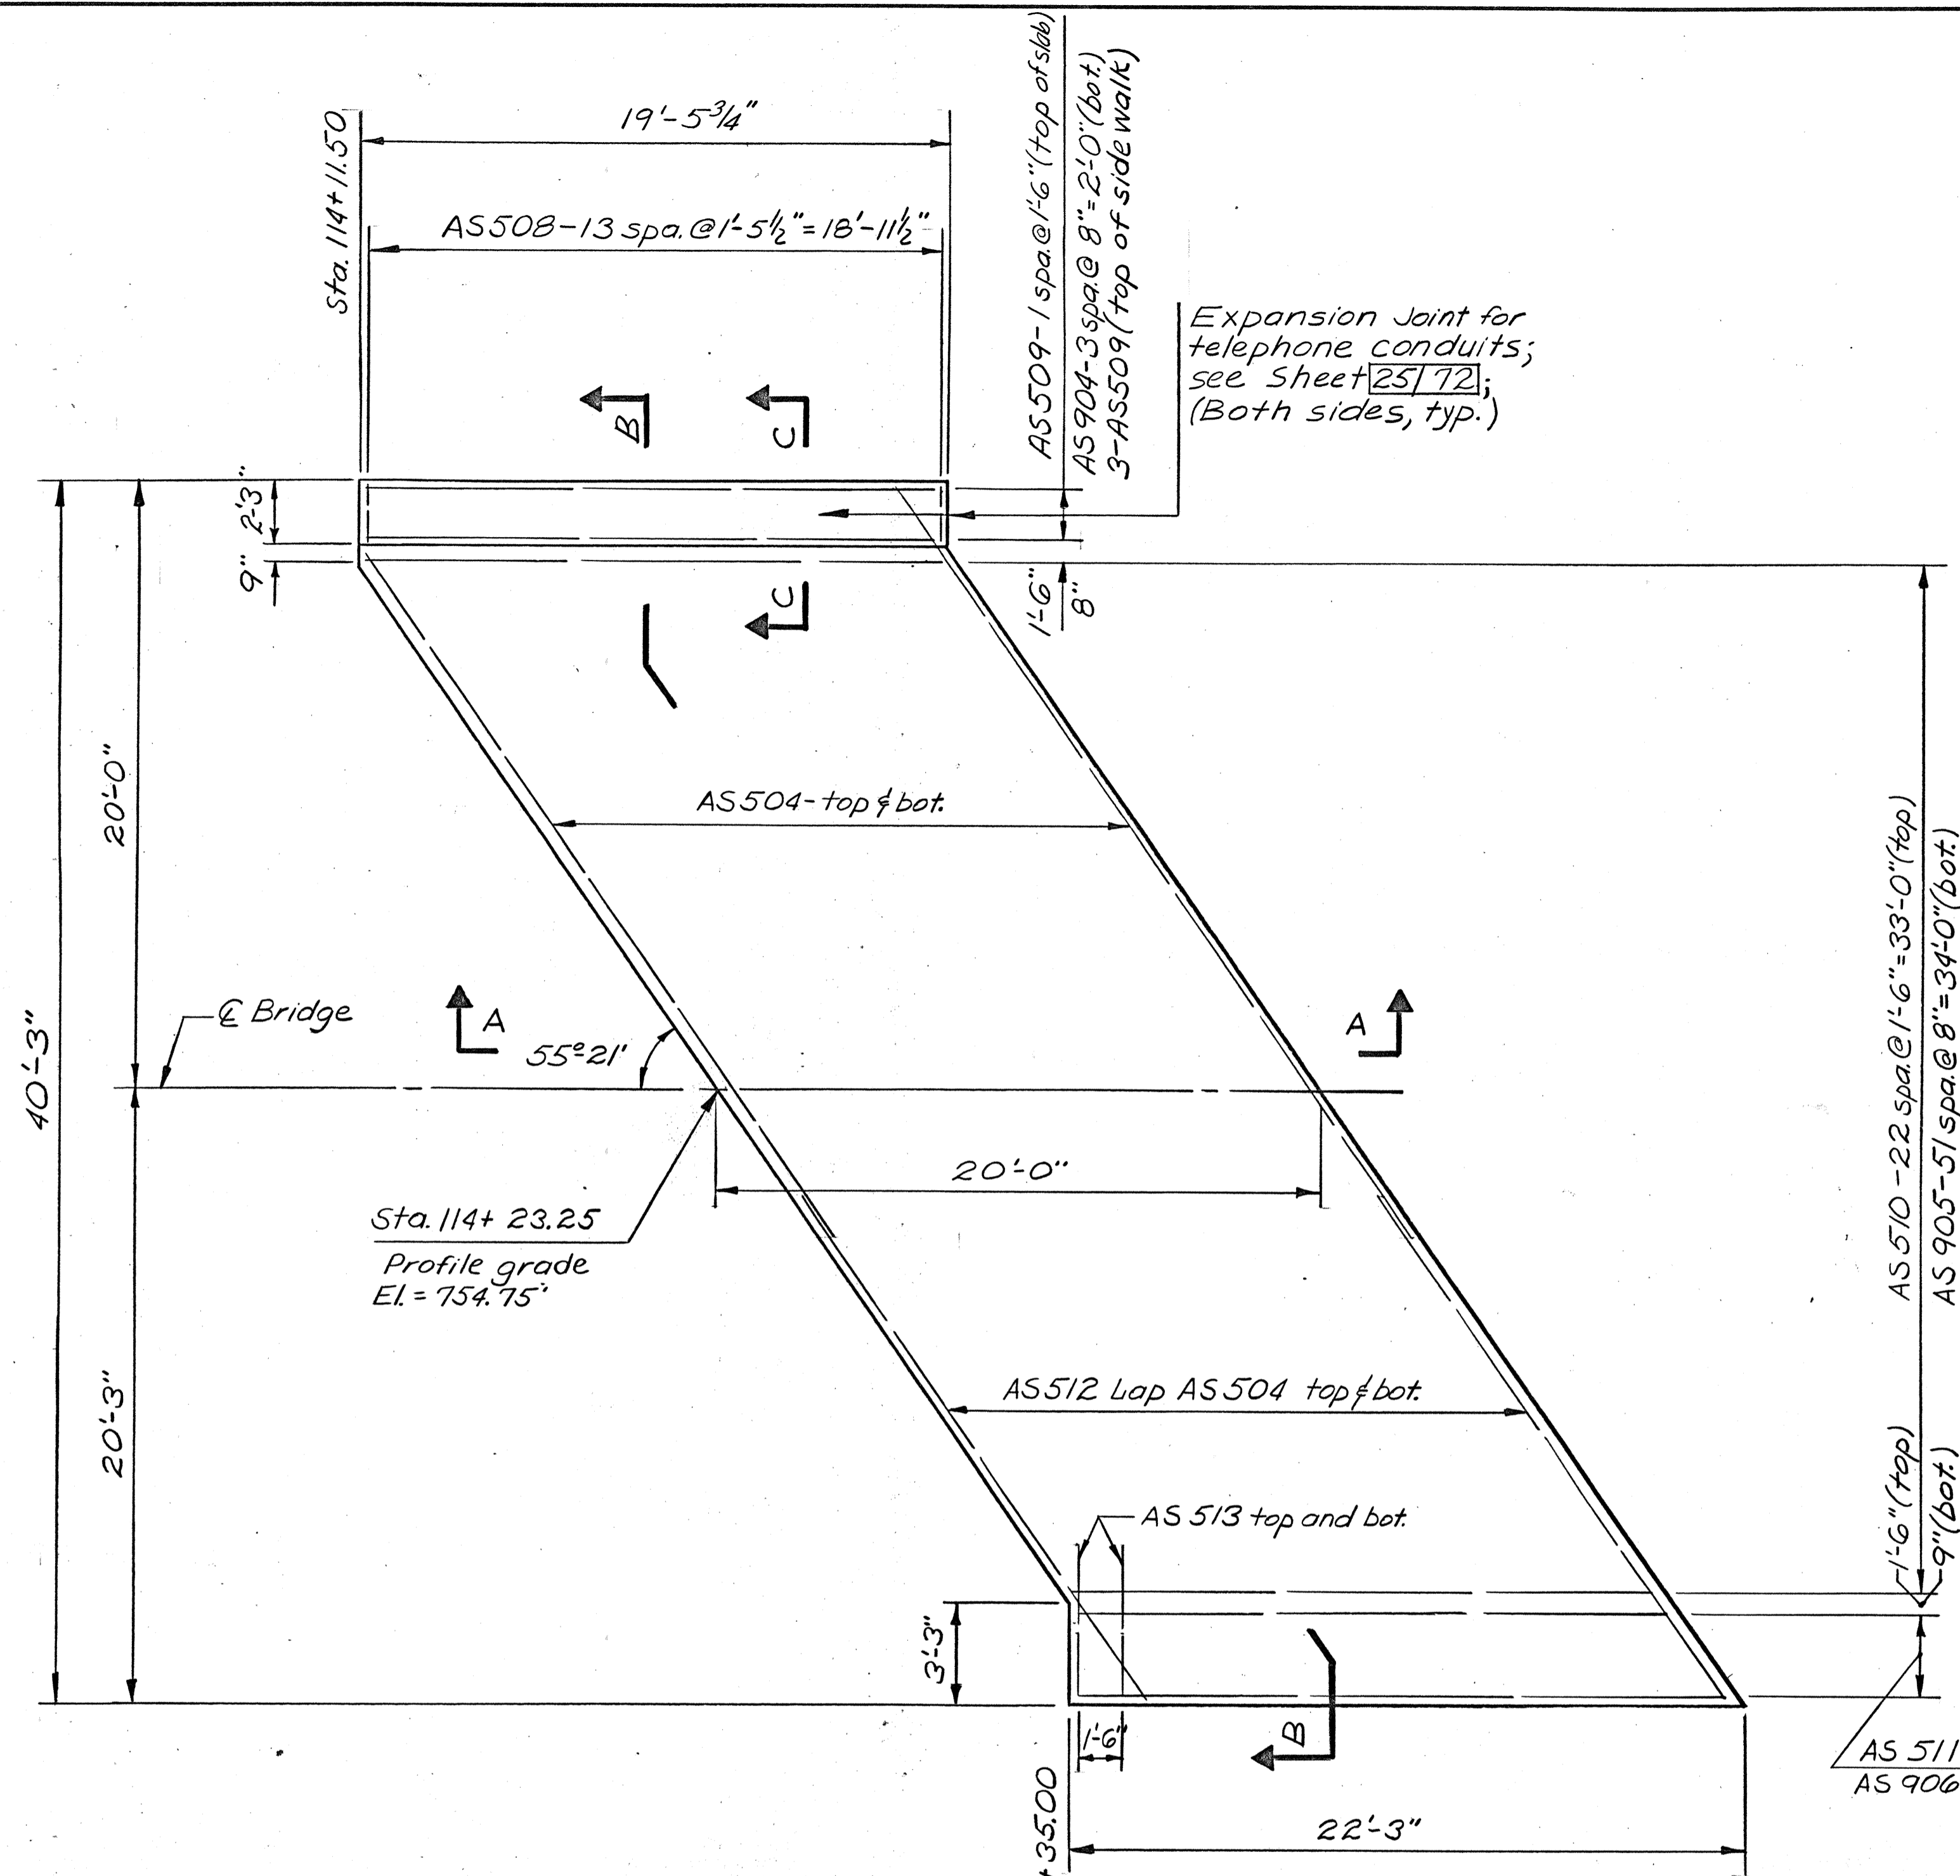 Sta. 114+11.50
19'-5¾"
AS508-13 spa.@1'-5½"=18'-11½"
AS509-1 spa.@1'-6"(top of slab)
AS904-3 spa.@ 8"=2'-0"(bot.)
3-AS509(top of side walk)
Expansion Joint for
telephone conduits;
see Sheet 25/72;
(Both sides, typ.)
B
C
2'-3"
9"
C
1'-6"
8"
20'-0"
AS504-top & bot.
AS510-22 spa.@1'-6"=33'-0"(top)
AS905-51 spa.@ 8"=34'-0"(bot.)
40'-3"
℄ Bridge
A
55°21'
A
20'-0"
Sta. 114+ 23.25
Profile grade
El. = 754.75'
20'-3"
AS512 Lap AS504 top & bot.
1'-6"(top)
9"(bot.)
AS 513 top and bot.
3'-3"
1'-6"
B
AS 511
AS 906
+35.00
22'-3"